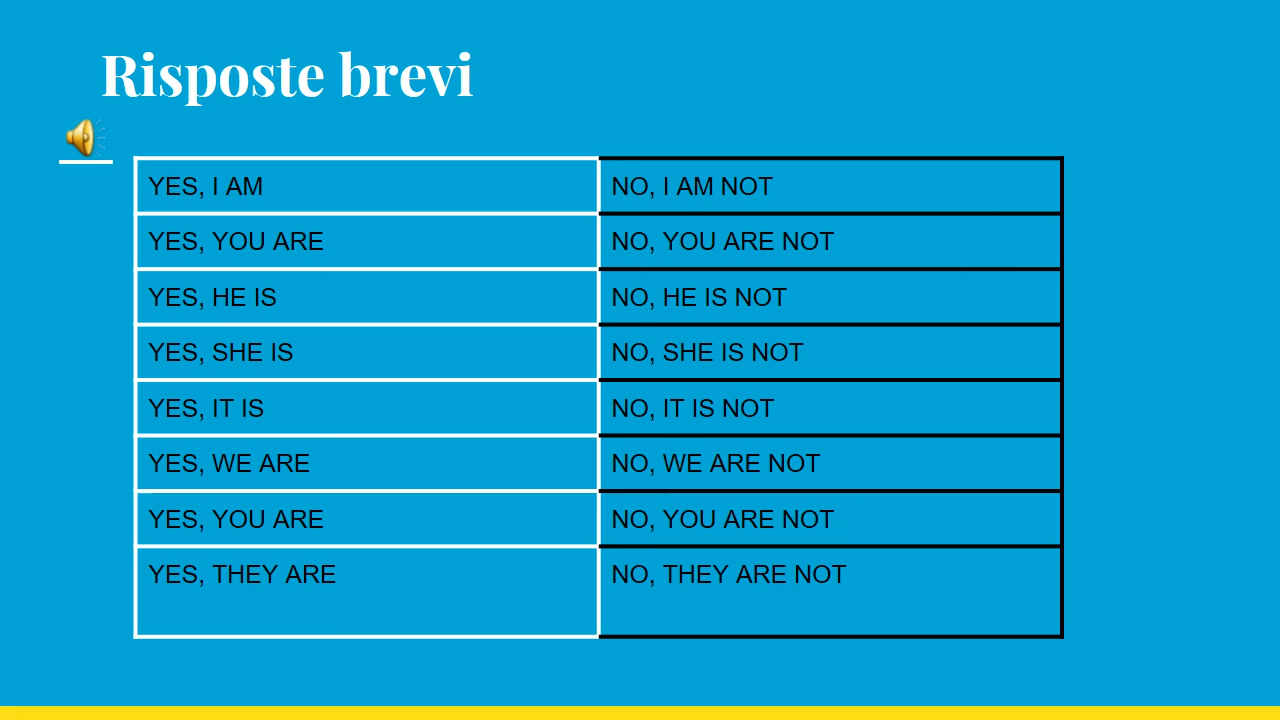 Risposte brevi
YES, I AM
NO, I AM NOT
YES, YOU ARE
NO, YOU ARE NOT
YES, HE IS
NO, HE IS NOT
YES, SHE IS
NO, SHE IS NOT
YES, IT IS
NO, IT IS NOT
YES, WE ARE
NO, WE ARE NOT
YES, YOU ARE
NO, YOU ARE NOT
YES, THEY ARE
NO, THEY ARE NOT